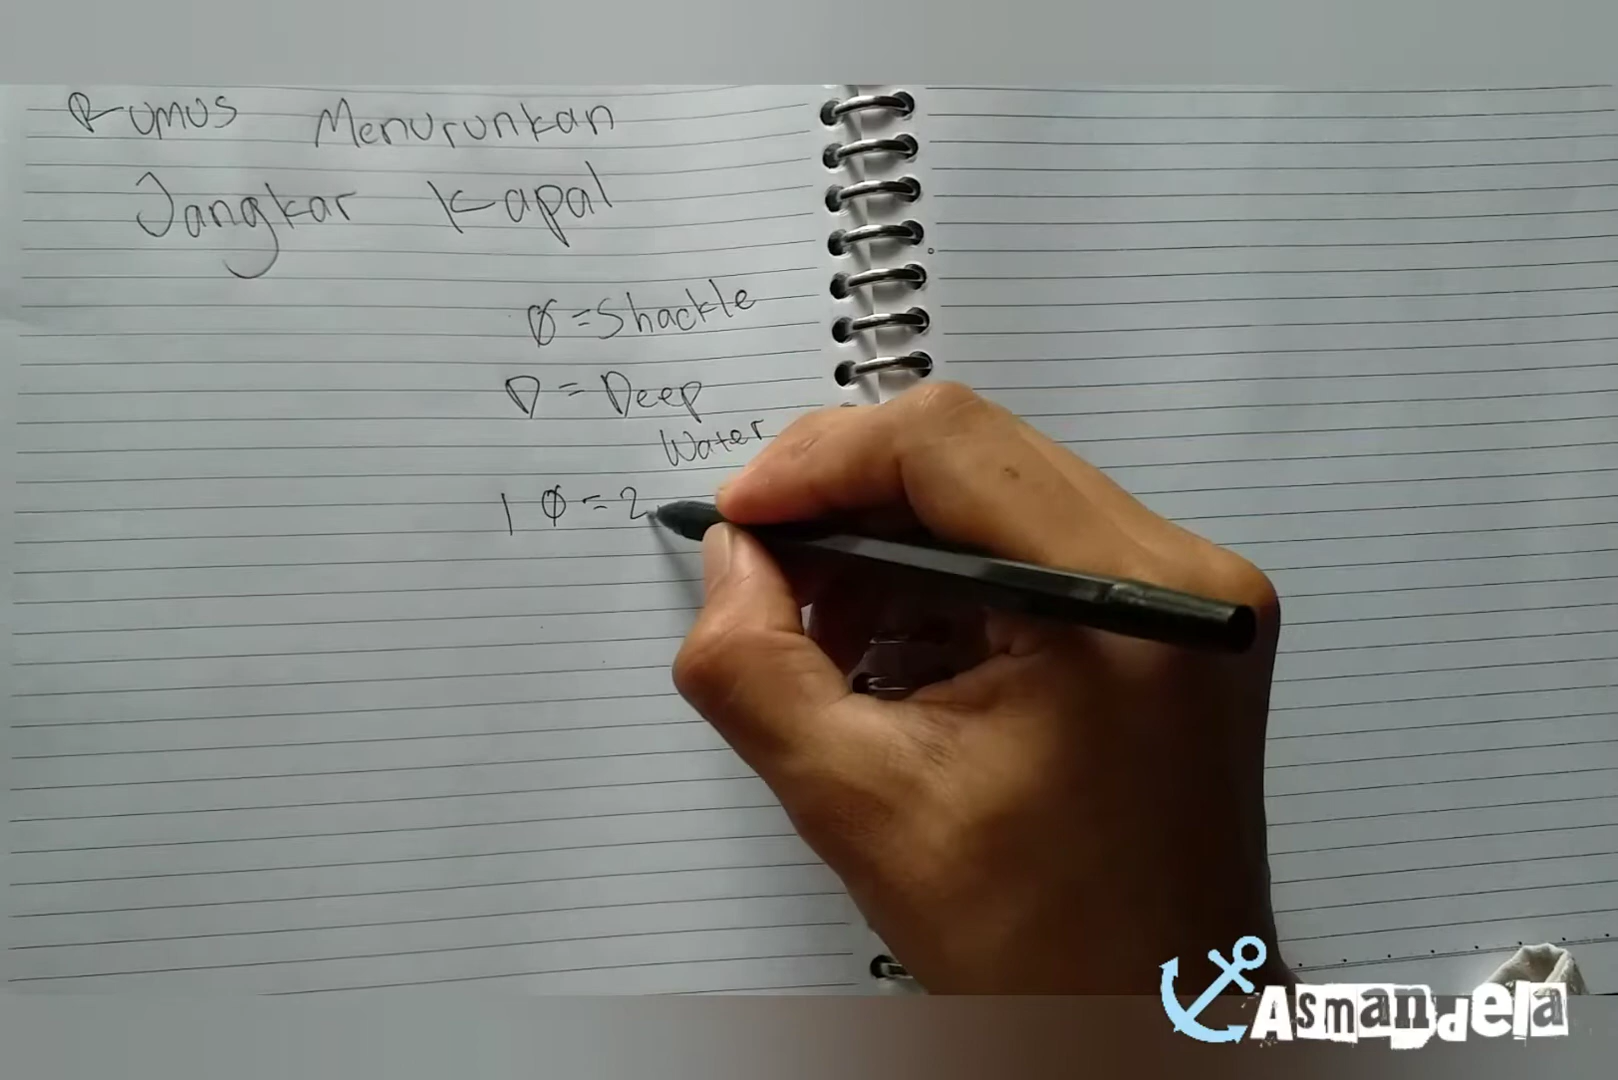 Rumus Menurunkan
Jangkar Kapal
Ø = Shackle
D = Deep
Water
1 Ø = 2
Asmandela